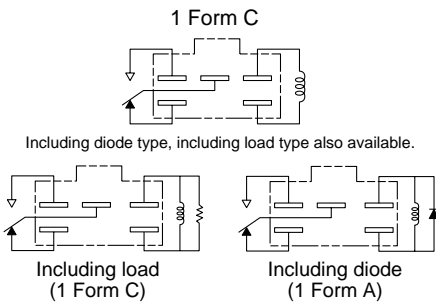 1 Form C
Including diode type, including load type also available.
Including load
(1 Form C)
Including diode
(1 Form A)